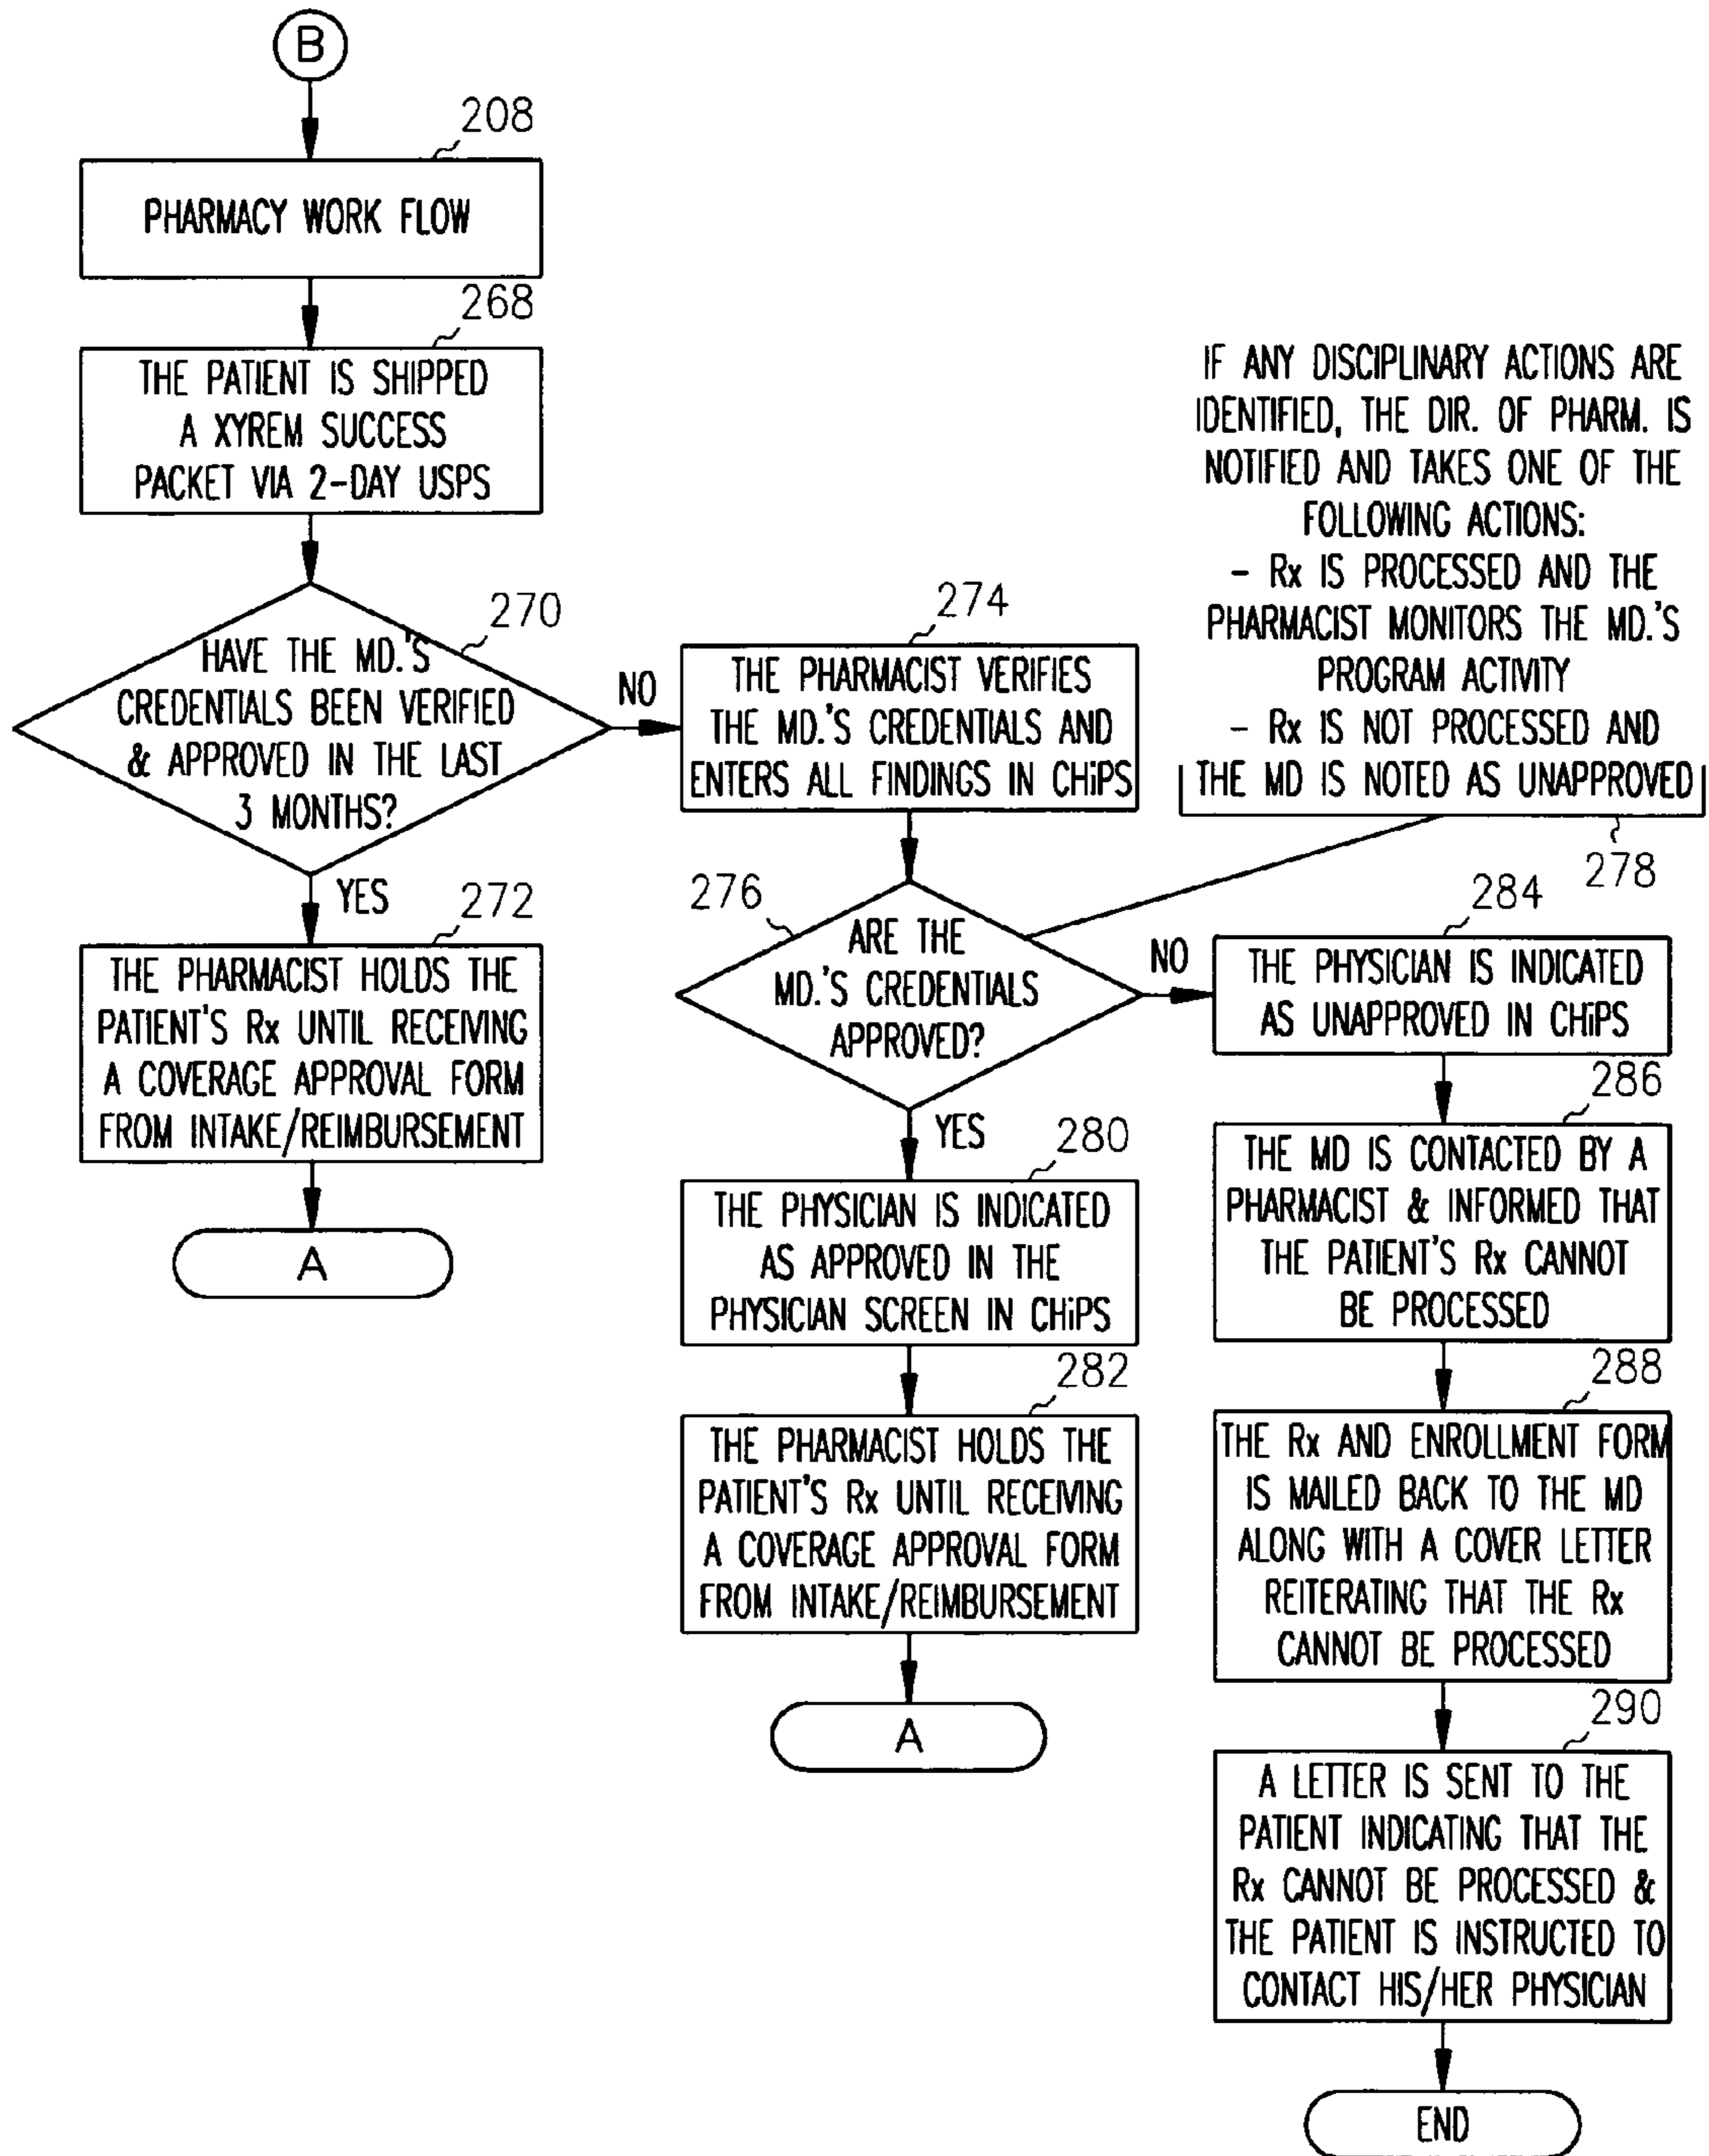 B
208
PHARMACY WORK FLOW
268
THE PATIENT IS SHIPPED
A XYREM SUCCESS
PACKET VIA 2-DAY USPS
270
HAVE THE MD.'S
CREDENTIALS BEEN VERIFIED
& APPROVED IN THE LAST
3 MONTHS?
NO
YES
272
THE PHARMACIST HOLDS THE
PATIENT'S Rx UNTIL RECEIVING
A COVERAGE APPROVAL FORM
FROM INTAKE/REIMBURSEMENT
A
274
THE PHARMACIST VERIFIES
THE MD.'S CREDENTIALS AND
ENTERS ALL FINDINGS IN CHiPS
IF ANY DISCIPLINARY ACTIONS ARE
IDENTIFIED, THE DIR. OF PHARM. IS
NOTIFIED AND TAKES ONE OF THE
FOLLOWING ACTIONS:
- Rx IS PROCESSED AND THE
PHARMACIST MONITORS THE MD.'S
PROGRAM ACTIVITY
- Rx IS NOT PROCESSED AND
THE MD IS NOTED AS UNAPPROVED
278
276
ARE THE
MD.'S CREDENTIALS
APPROVED?
NO
YES
280
THE PHYSICIAN IS INDICATED
AS APPROVED IN THE
PHYSICIAN SCREEN IN CHiPS
282
THE PHARMACIST HOLDS THE
PATIENT'S Rx UNTIL RECEIVING
A COVERAGE APPROVAL FORM
FROM INTAKE/REIMBURSEMENT
A
284
THE PHYSICIAN IS INDICATED
AS UNAPPROVED IN CHiPS
286
THE MD IS CONTACTED BY A
PHARMACIST & INFORMED THAT
THE PATIENT'S Rx CANNOT
BE PROCESSED
288
THE Rx AND ENROLLMENT FORM
IS MAILED BACK TO THE MD
ALONG WITH A COVER LETTER
REITERATING THAT THE Rx
CANNOT BE PROCESSED
290
A LETTER IS SENT TO THE
PATIENT INDICATING THAT THE
Rx CANNOT BE PROCESSED &
THE PATIENT IS INSTRUCTED TO
CONTACT HIS/HER PHYSICIAN
END